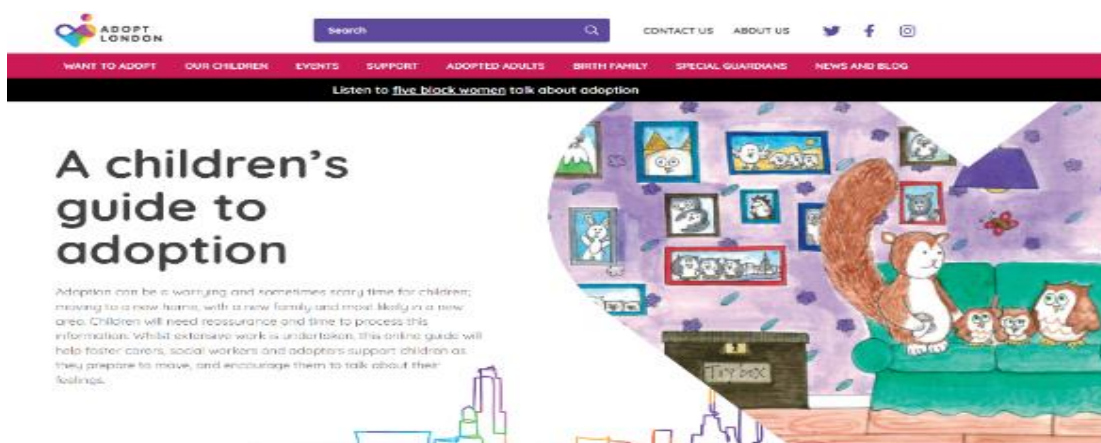 ADOPT
LONDON
Search
CONTACT US ABOUT US
WANT TO ADOPT OUR CHILDREN EVENTS SUPPORT ADOPTED ADULTS BIRTH FAMILY SPECIAL GUARDIANS NEWS AND BLOG
Listen to five black women talk about adoption
A children's
guide to
adoption
Adoption can be a worrying and sometimes scary time for children;
moving to a new home, with a new family and most likely in a new
area. Children will need reassurance and time to process this
information. Whilst extensive work is undertaken, this online guide will
help foster carers, social workers and adopters support children as
they prepare to move, and encourage them to talk about their
feelings.
Try box